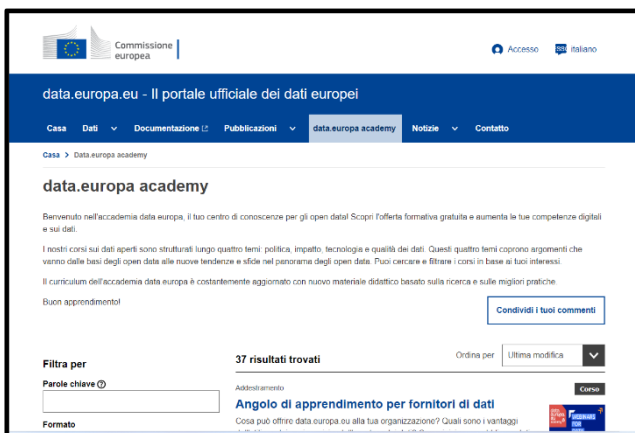 Commissione
europea
Accesso
italiano
data.europa.eu - Il portale ufficiale dei dati europei
Casa Dati Documentazione Pubblicazioni data.europa academy Notizie Contatto
Casa > Data.europa academy
data.europa academy
Benvenuto nell'accademia data europa, il tuo centro di conoscenze per gli open data! Scopri l'offerta formativa gratuita e aumenta le tue competenze digitali
e sui dati.
I nostri corsi sui dati aperti sono strutturati lungo quattro temi: politica, impatto, tecnologia e qualità dei dati. Questi quattro temi coprono argomenti che
vanno dalle basi degli open data alle nuove tendenze e sfide nel panorama degli open data. Puoi cercare e filtrare i corsi in base ai tuoi interessi.
Il curriculum dell'accademia data europa è costantemente aggiornato con nuovo materiale didattico basato sulla ricerca e sulle migliori pratiche
Buon apprendimento!
Condividi i tuoi commenti
Filtra per
37 risultati trovati
Ordina per Ultima modifica
Parole chiave
Addestramento
Corso
Angolo di apprendimento per fornitori di dati
Cosa può offrire data.europa.eu alla tua organizzazione? Quali sono i vantaggi
Formato
WEBINARS
FOR